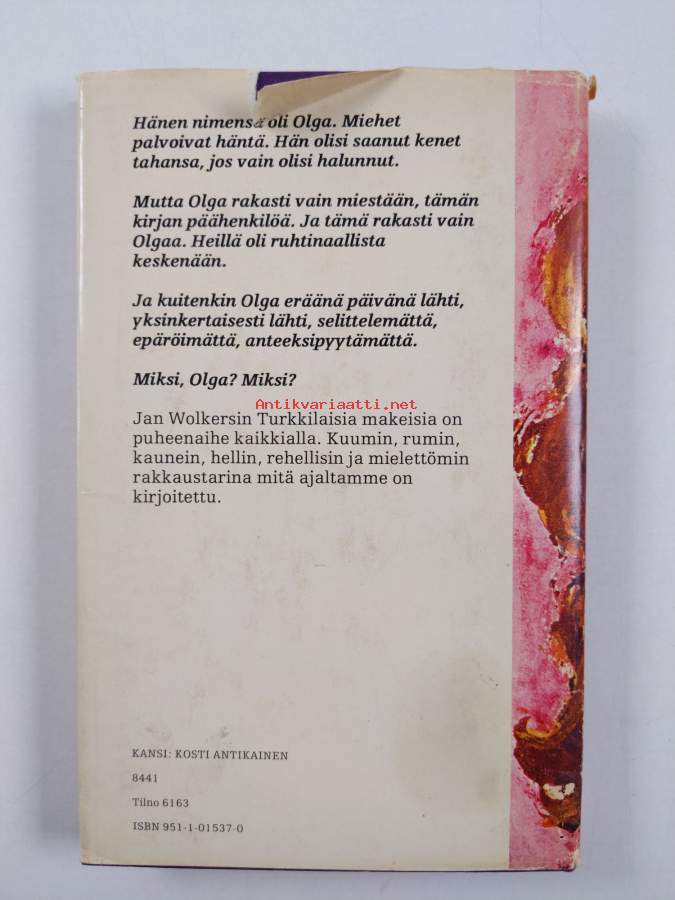 Hänen nimensä oli Olga. Miehet
palvoivat häntä. Hän olisi saanut kenet
tahansa, jos vain olisi halunnut.
Mutta Olga rakasti vain miestään, tämän
kirjan päähenkilöä. Ja tämä rakasti vain
Olgaa. Heillä oli ruhtinaallista
keskenään.
Ja kuitenkin Olga eräänä päivänä lähti,
yksinkertaisesti lähti, selittelemättä,
epäröimättä, anteeksipyytämättä.
Miksi, Olga? Miksi?
Antikvariaatti.net
Jan Wolkersin Turkkilaisia makeisia on
puheenaihe kaikkialla. Kuumin, rumin,
kaunein, hellin, rehellisin ja mielettömin
rakkaustarina mitä ajaltamme on
kirjoitettu.
KANSI: KOSTI ANTIKAINEN
8441
Tilno 6163
ISBN 951-1-01537-0